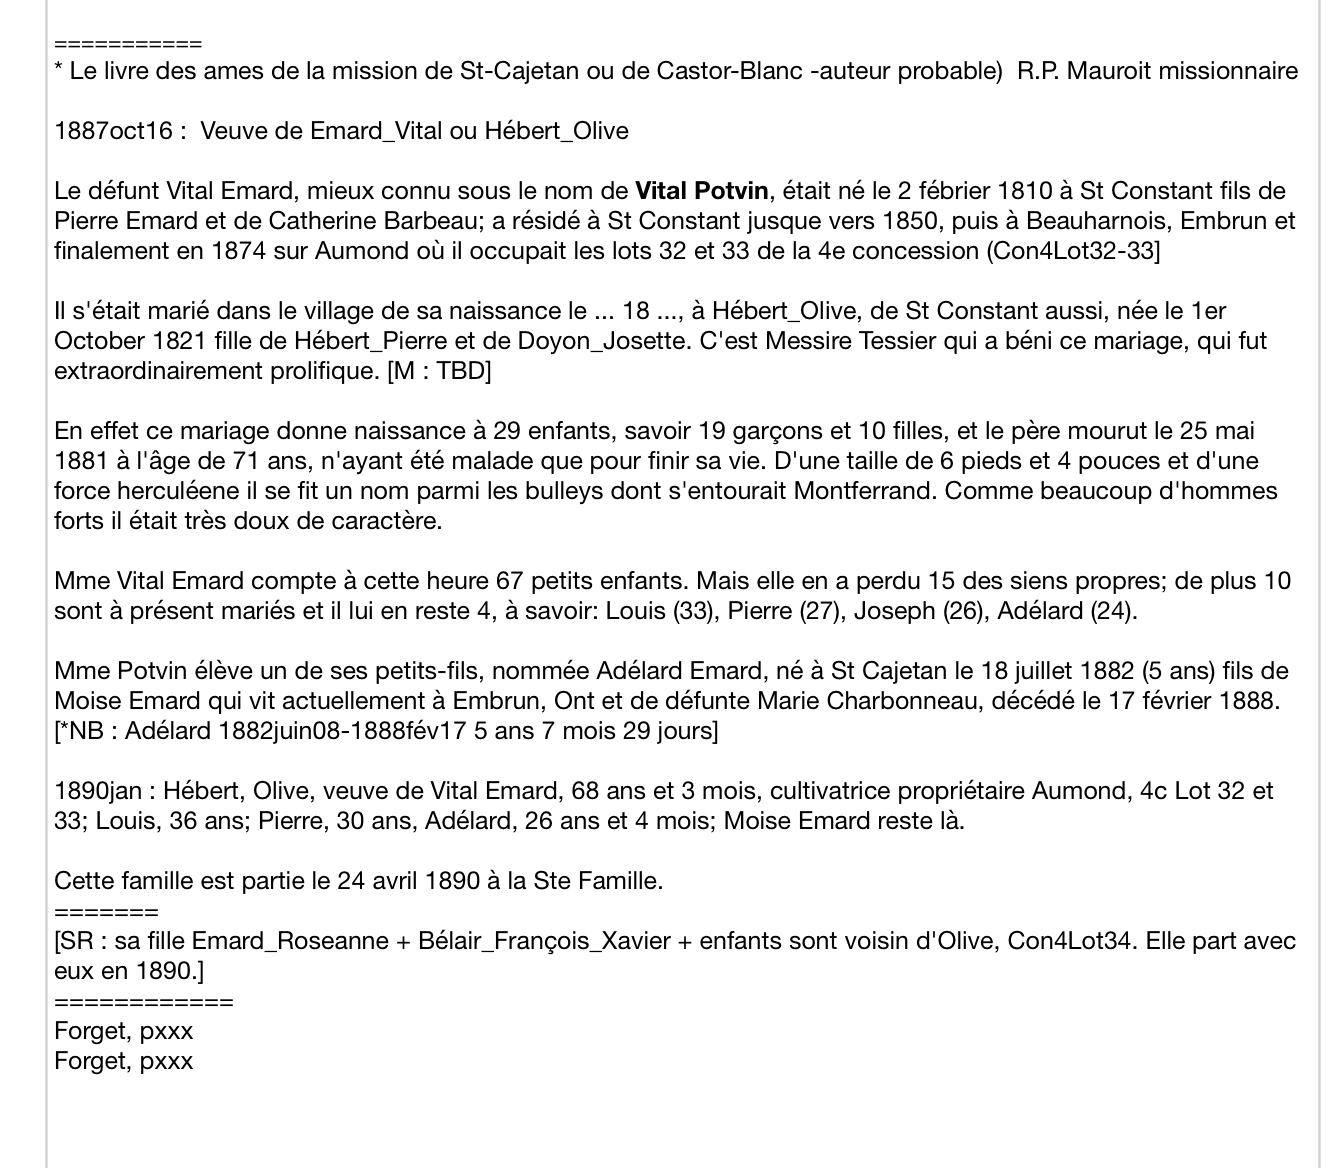 ===========
* Le livre des ames de la mission de St-Cajetan ou de Castor-Blanc -auteur probable)  R.P. Mauroit missionnaire
1887oct16 :  Veuve de Emard_Vital ou Hébert_Olive
Le défunt Vital Emard, mieux connu sous le nom de Vital Potvin, était né le 2 fébrier 1810 à St Constant fils de
Pierre Emard et de Catherine Barbeau; a résidé à St Constant jusque vers 1850, puis à Beauharnois, Embrun et
finalement en 1874 sur Aumond où il occupait les lots 32 et 33 de la 4e concession (Con4Lot32-33]
Il s'était marié dans le village de sa naissance le ... 18 ..., à Hébert_Olive, de St Constant aussi, née le 1er
October 1821 fille de Hébert_Pierre et de Doyon_Josette. C'est Messire Tessier qui a béni ce mariage, qui fut
extraordinairement prolifique. [M : TBD]
En effet ce mariage donne naissance à 29 enfants, savoir 19 garçons et 10 filles, et le père mourut le 25 mai
1881 à l'âge de 71 ans, n'ayant été malade que pour finir sa vie. D'une taille de 6 pieds et 4 pouces et d'une
force herculéene il se fit un nom parmi les bulleys dont s'entourait Montferrand. Comme beaucoup d'hommes
forts il était très doux de caractère.
Mme Vital Emard compte à cette heure 67 petits enfants. Mais elle en a perdu 15 des siens propres; de plus 10
sont à présent mariés et il lui en reste 4, à savoir: Louis (33), Pierre (27), Joseph (26), Adélard (24).
Mme Potvin élève un de ses petits-fils, nommée Adélard Emard, né à St Cajetan le 18 juillet 1882 (5 ans) fils de
Moise Emard qui vit actuellement à Embrun, Ont et de défunte Marie Charbonneau, décédé le 17 février 1888.
[*NB : Adélard 1882juin08-1888fév17 5 ans 7 mois 29 jours]
1890jan : Hébert, Olive, veuve de Vital Emard, 68 ans et 3 mois, cultivatrice propriétaire Aumond, 4c Lot 32 et
33; Louis, 36 ans; Pierre, 30 ans, Adélard, 26 ans et 4 mois; Moise Emard reste là.
Cette famille est partie le 24 avril 1890 à la Ste Famille.
=======
[SR : sa fille Emard_Roseanne + Bélair_François_Xavier + enfants sont voisin d'Olive, Con4Lot34. Elle part avec
eux en 1890.]
============
Forget, pxxx
Forget, pxxx